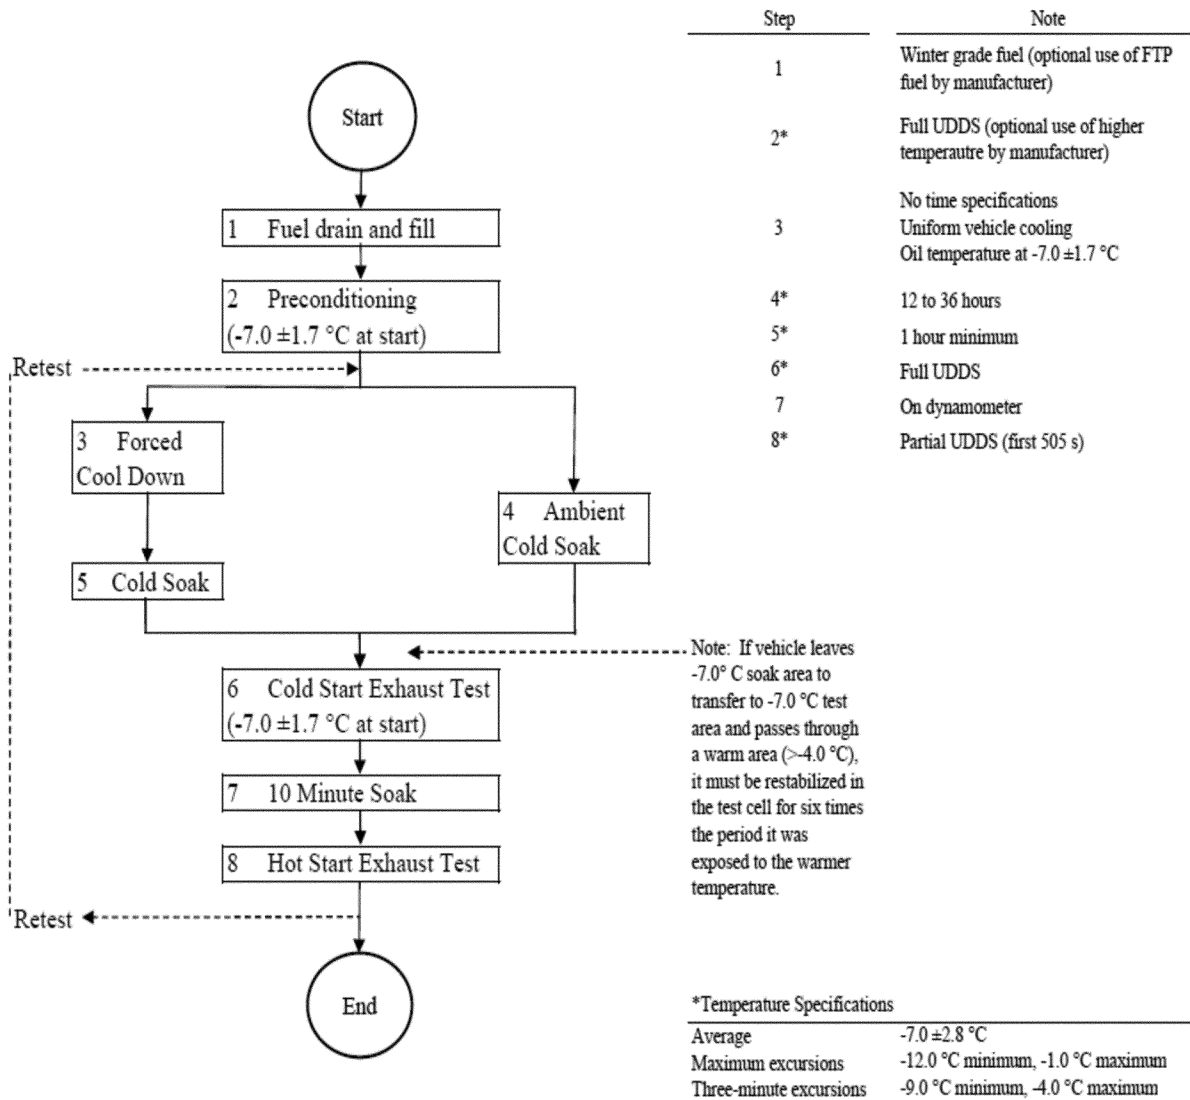 Start
1 Fuel drain and fill
2 Preconditioning
(-7.0 ±1.7 °C at start)
Retest
3 Forced
Cool Down
4 Ambient
Cold Soak
5 Cold Soak
6 Cold Start Exhaust Test
(-7.0 ±1.7 °C at start)
7 10 Minute Soak
8 Hot Start Exhaust Test
Retest
End
Step Note
1 Winter grade fuel (optional use of FTP
fuel by manufacturer)
2* Full UDDS (optional use of higher
temperautre by manufacturer)
No time specifications
3 Uniform vehicle cooling
Oil temperature at -7.0 ±1.7 °C
4* 12 to 36 hours
5* 1 hour minimum
6* Full UDDS
7 On dynamometer
8* Partial UDDS (first 505 s)
Note: If vehicle leaves
-7.0° C soak area to
transfer to -7.0 °C test
area and passes through
a warm area (>-4.0 °C),
it must be restabilized in
the test cell for six times
the period it was
exposed to the warmer
temperature.
*Temperature Specifications
Average -7.0 ±2.8 °C
Maximum excursions -12.0 °C minimum, -1.0 °C maximum
Three-minute excursions -9.0 °C minimum, -4.0 °C maximum